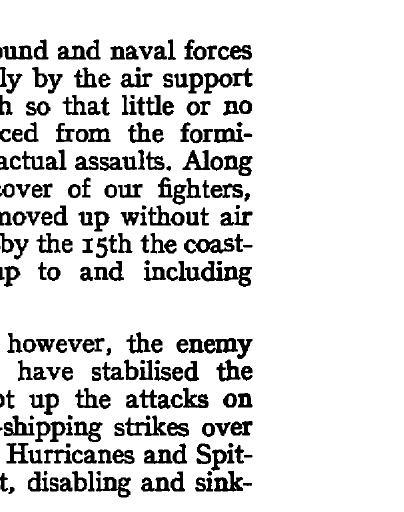 ound and naval forces
ly by the air support
h so that little or no
ced from the formi-
actual assaults. Along
cover of our fighters,
moved up without air
by the 15th the coast-
up to and including
however, the enemy
have stabilised the
pt up the attacks on
-shipping strikes over
Hurricanes and Spit-
t, disabling and sink-